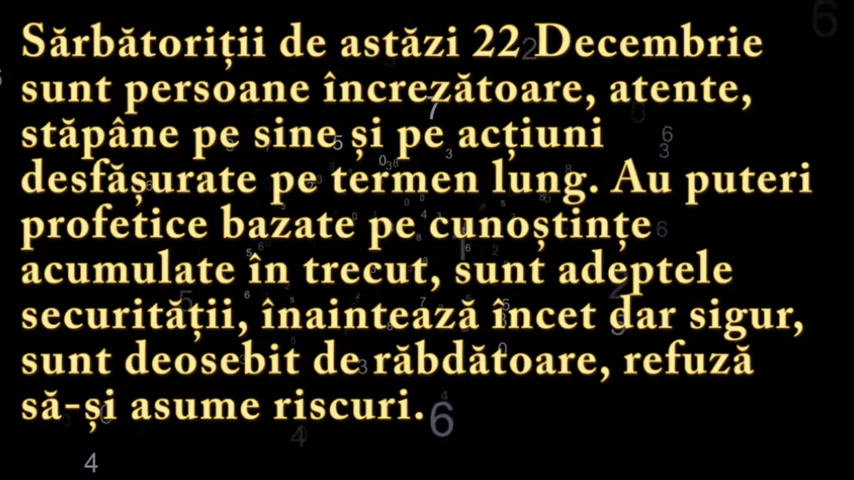 Sărbătoriții de astăzi 22 Decembrie
sunt persoane încrezătoare, atente,
stăpâne pe sine și pe acțiuni
desfășurate pe termen lung. Au puteri
profetice bazate pe cunoștințe
acumulate în trecut, sunt adeptele
securității, înaintează încet dar sigur,
sunt deosebit de răbdătoare, refuză
să-și asume riscuri.